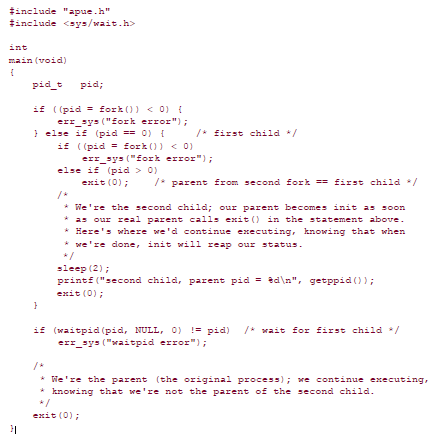 #include "apue.h"
#include <sys/wait.h>

int
main(void)
{
    pid_t   pid;

    if ((pid = fork()) < 0) {
        err_sys("fork error");
    } else if (pid == 0) {     /* first child */
        if ((pid = fork()) < 0)
            err_sys("fork error");
        else if (pid > 0)
            exit(0);    /* parent from second fork == first child */
        /*
         * We're the second child; our parent becomes init as soon
         * as our real parent calls exit() in the statement above.
         * Here's where we'd continue executing, knowing that when
         * we're done, init will reap our status.
         */
        sleep(2);
        printf("second child, parent pid = %d\n", getppid());
        exit(0);
    }

    if (waitpid(pid, NULL, 0) != pid)  /* wait for first child */
        err_sys("waitpid error");

    /*
     * We're the parent (the original process); we continue executing,
     * knowing that we're not the parent of the second child.
     */
    exit(0);
}